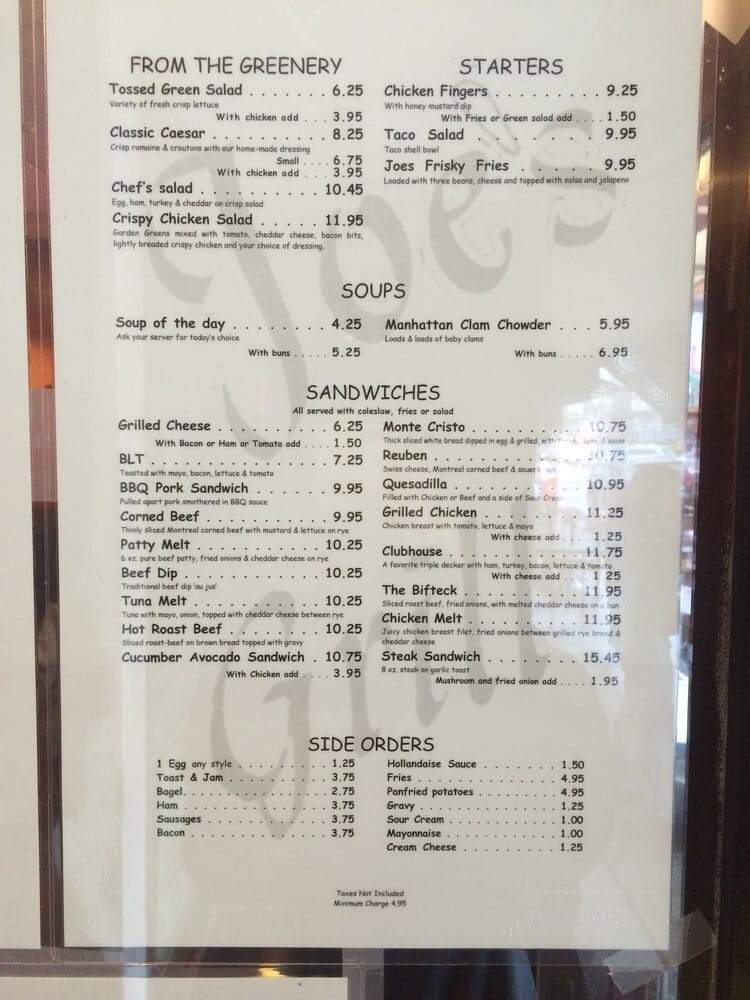 FROM THE GREENERY
Tossed Green Salad . . . . . . . 6.25
Variety of fresh crisp lettuce
With chicken add . . . 3.95
Classic Caesar . . . . . . . . . . 8.25
Crisp romaine & croutons with our home-made dressing
Small . . . . 6.75
With chicken add . . . 3.95
Chef's salad . . . . . . . . . . 10.45
Egg, ham, turkey & cheddar on crisp salad
Crispy Chicken Salad . . . . . 11.95
Garden Greens mixed with tomato, cheddar cheese, bacon bits,
lightly breaded crispy chicken and your choice of dressing.
STARTERS
Chicken Fingers . . . . . . . . . 9.25
With honey mustard dip
With Fries or Green salad add . . . . 1.50
Taco Salad . . . . . . . . 9.95
Taco shell bowl
Joes Frisky Fries . . . . . 9.95
Loaded with three beans, cheese and topped with salsa and jalapeno
SOUPS
Soup of the day . . . . . . . . 4.25
Ask your server for today's choice
With buns . . . . . 5.25
Manhattan Clam Chowder . . . 5.95
Loads & loads of baby clams
With buns . . . . . 6.95
SANDWICHES
All served with coleslaw, fries or salad
Grilled Cheese . . . . . . . . . . 6.25
With Bacon or Ham or Tomato add . . . . 1.50
BLT . . . . . . . . . . . . . . . 7.25
Toasted with mayo, bacon, lettuce & tomato
BBQ Pork Sandwich . . . . . . 9.95
Pulled apart pork smothered in BBQ sauce
Corned Beef . . . . . . . . . . 9.95
Thinly sliced Montreal corned beef with mustard & lettuce on rye
Patty Melt . . . . . . . . . . . 10.25
6 oz. pure beef patty, fried onions & cheddar cheese on rye
Beef Dip . . . . . . . . . . . . 10.25
Traditional beef dip 'au jus'
Tuna Melt . . . . . . . . . . . 10.25
Tuna with mayo, onion, topped with cheddar cheese between rye
Hot Roast Beef . . . . . . . . 10.25
Sliced roast-beef on brown bread topped with gravy
Cucumber Avocado Sandwich . 10.75
With Chicken add . . . . 3.95
Monte Cristo . . . . . . . . . . 10.75
Thick sliced white bread dipped in egg & grilled, with ham, & swiss
Reuben . . . . . . . . . . . . . 10.75
Swiss cheese, Montreal corned beef & sauerkraut
Quesadilla . . . . . . . . . . . 10.95
Filled with Chicken or Beef and a side of Sour Cream
Grilled Chicken . . . . . . . . 11.25
Chicken breast with tomato, lettuce & mayo
With cheese add . . . . 1.25
Clubhouse . . . . . . . . . . . 11.75
A favorite triple decker with ham, turkey, bacon, lettuce & tomato
With cheese add . . . . 1.25
The Bifteck . . . . . . . . . . 11.95
Sliced roast beef, fried onions, with melted cheddar cheese on a bun
Chicken Melt . . . . . . . . . 11.95
Juicy chicken breast filet, fried onions between grilled rye bread &
cheddar cheese
Steak Sandwich . . . . . . . . 15.45
8 oz. steak on garlic toast
Mushroom and fried onion add . . . . 1.95
SIDE ORDERS
1 Egg any style . . . . . . . . . 1.25
Toast & Jam . . . . . . . . . . 3.75
Bagel. . . . . . . . . . . . . . 2.75
Ham . . . . . . . . . . . . . . 3.75
Sausages . . . . . . . . . . . . 3.75
Bacon . . . . . . . . . . . . . 3.75
Hollandaise Sauce . . . . . . . 1.50
Fries . . . . . . . . . . . . . 4.95
Panfried potatoes . . . . . . . . 4.95
Gravy . . . . . . . . . . . . . 1.25
Sour Cream . . . . . . . . . . 1.00
Mayonnaise . . . . . . . . . . 1.00
Cream Cheese . . . . . . . . . 1.25
Taxes Not Included
Minimum Charge 4.95